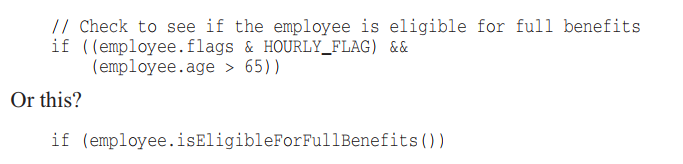 // Check to see if the employee is eligible for full benefits
if ((employee.flags & HOURLY_FLAG) &&
(employee.age > 65))
Or this?
if (employee.isEligibleForFullBenefits())